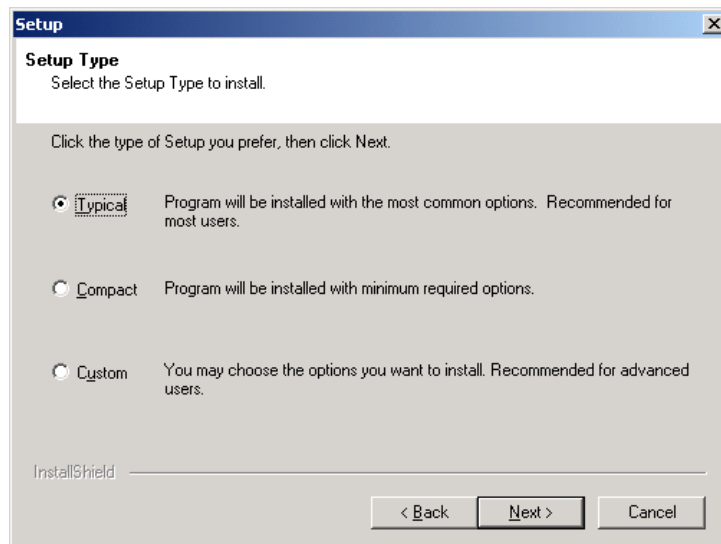 Setup
Setup Type
Select the Setup Type to install.
Click the type of Setup you prefer, then click Next.
Typical
Program will be installed with the most common options.  Recommended for
most users.
Compact
Program will be installed with minimum required options.
Custom
You may choose the options you want to install. Recommended for advanced
users.
InstallShield
< Back
Next >
Cancel